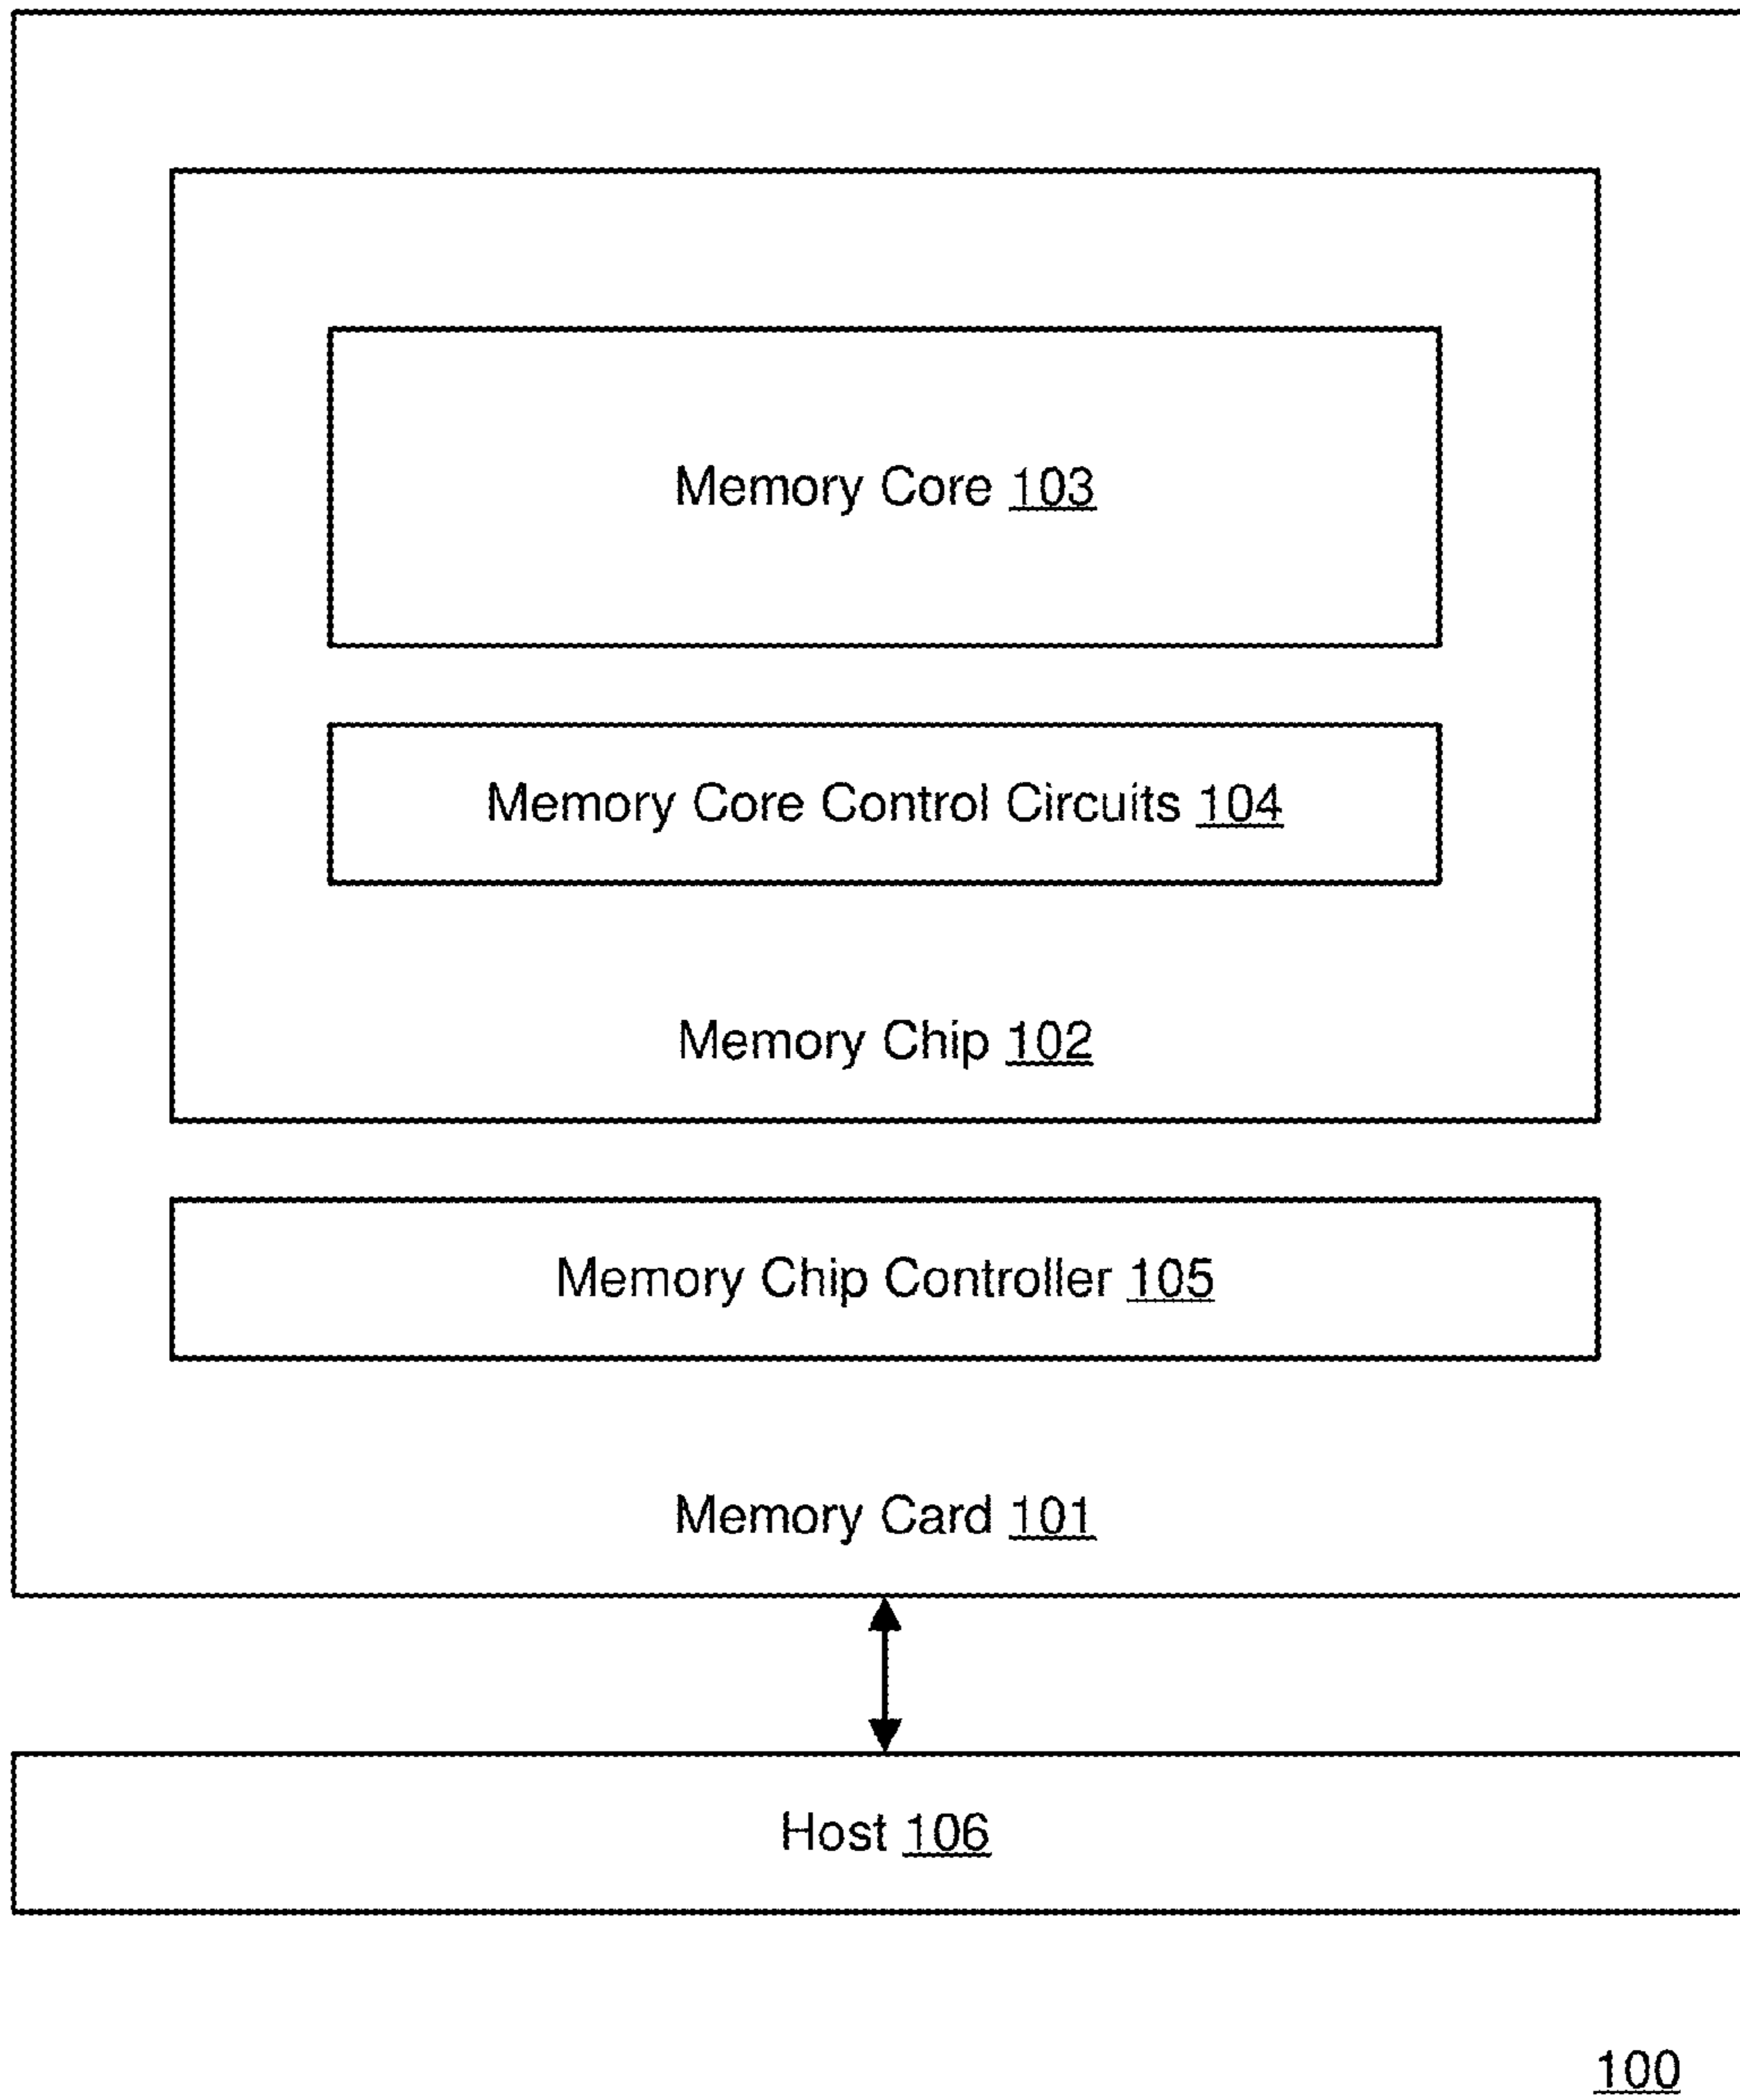 Memory Core 103
Memory Core Control Circuits 104
Memory Chip 102
Memory Chip Controller 105
Memory Card 101
Host 106
100